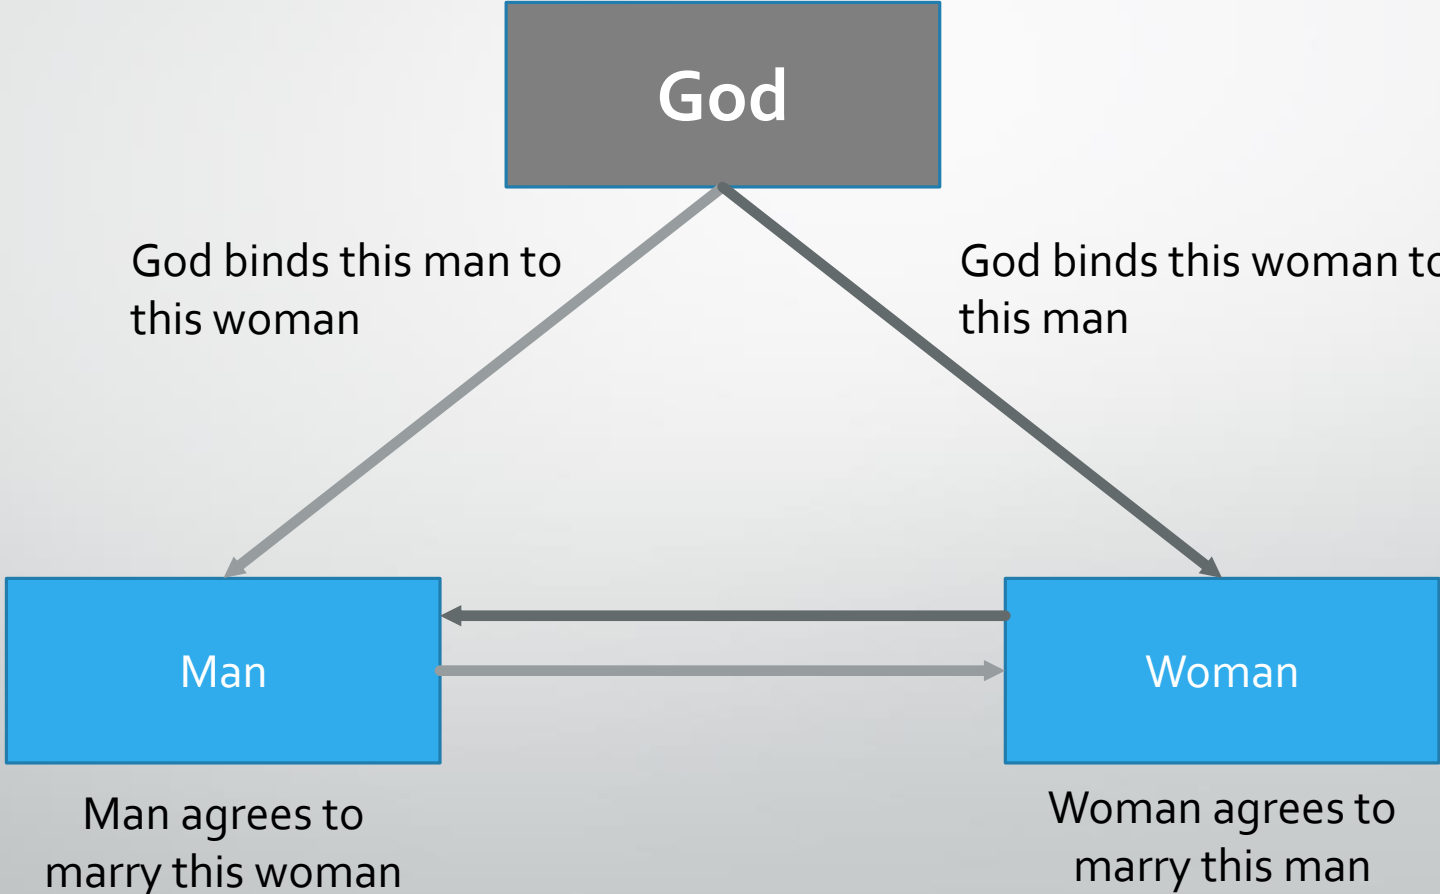 God
God binds this man to
this woman
God binds this woman to
this man
Man
Woman
Man agrees to
marry this woman
Woman agrees to
marry this man